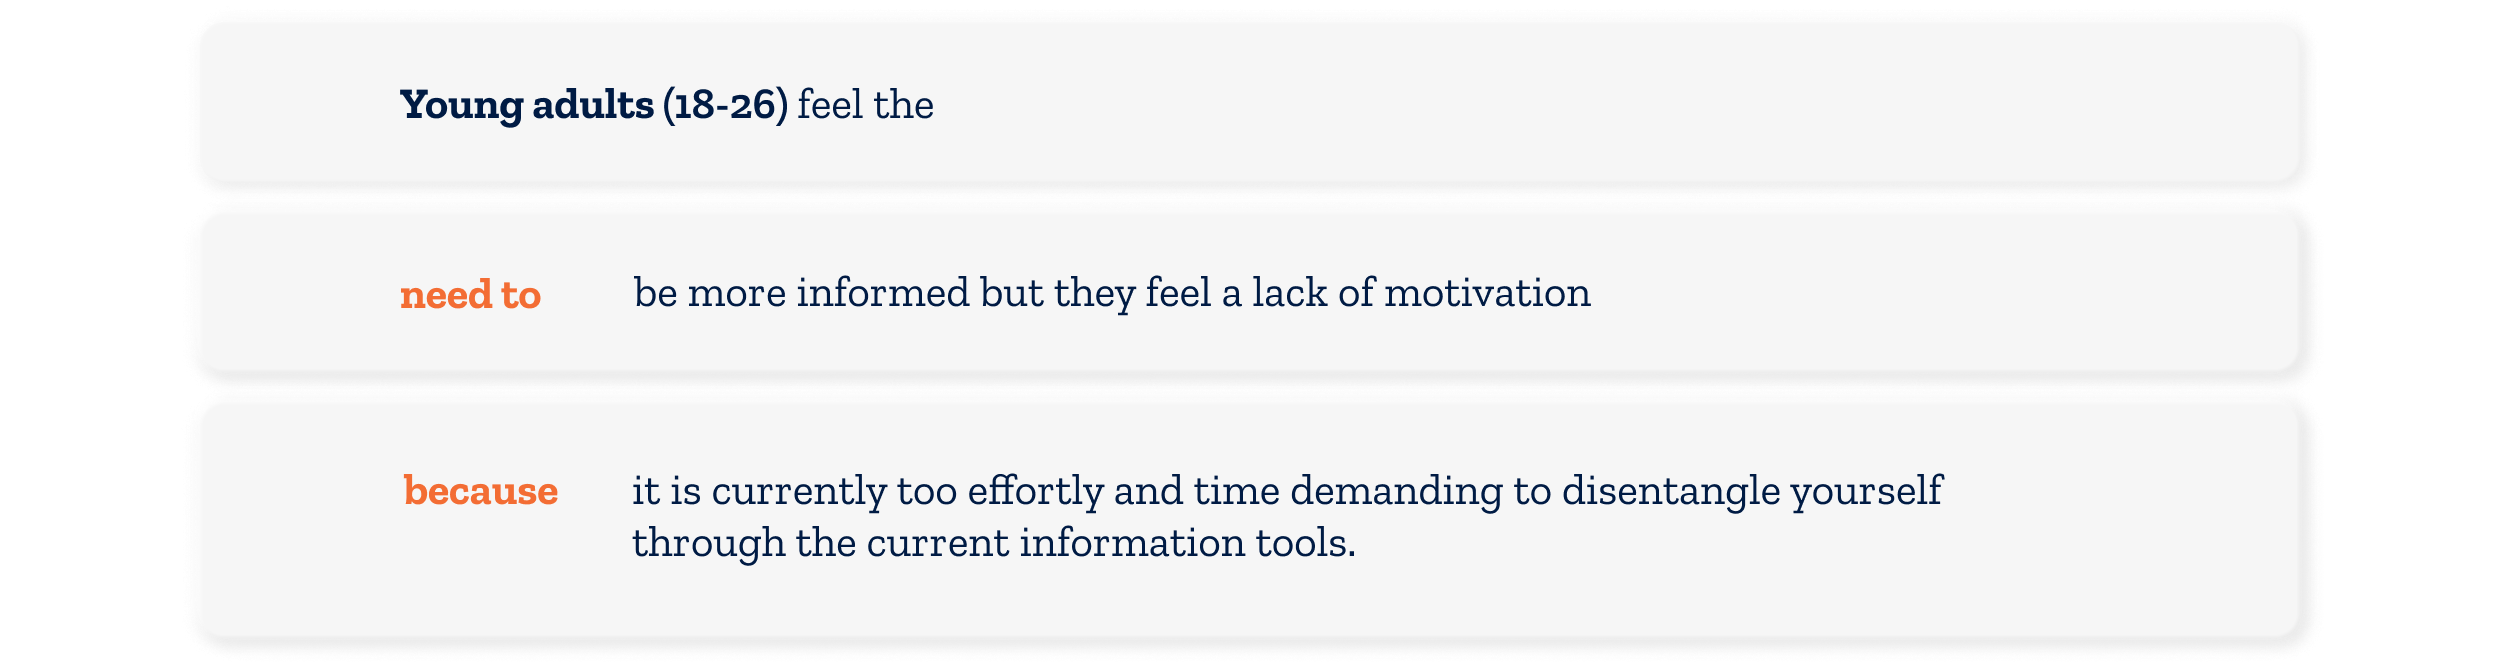 Young adults (18-26) feel the
need to be more informed but they feel a lack of motivation
because it is currently too effortly and time demanding to disentangle yourself
through the current information tools.